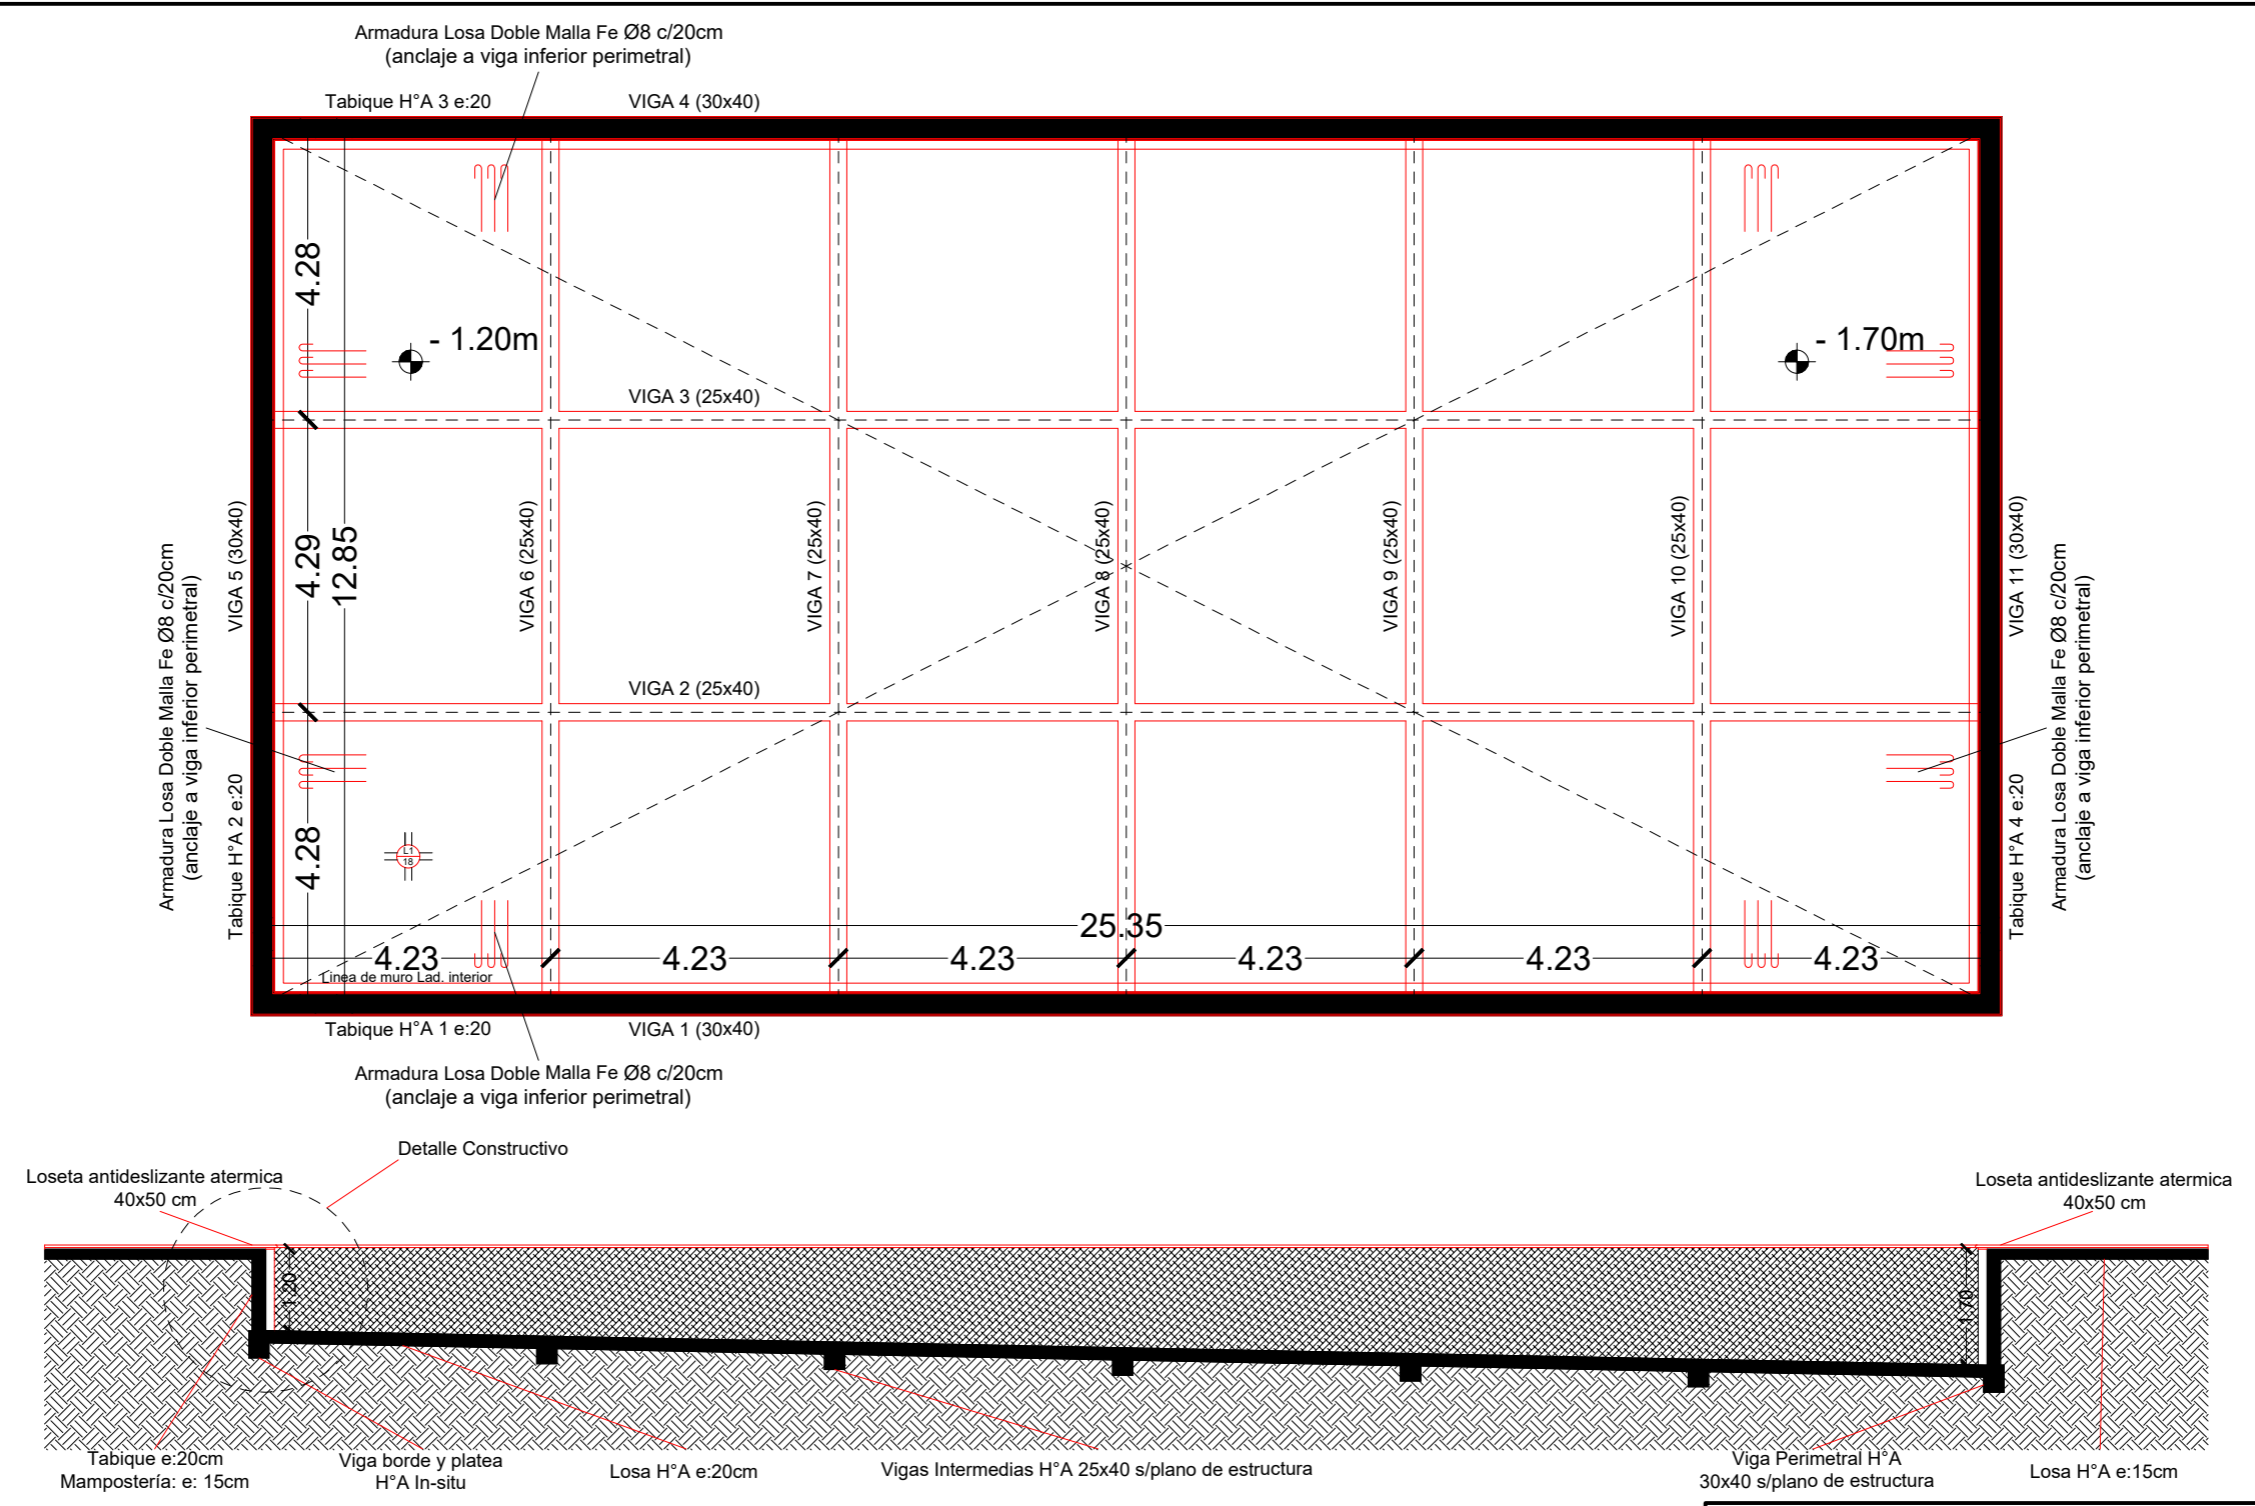 Armadura Losa Doble Malla Fe Ø8 c/20cm
(anclaje a viga inferior perimetral)
Tabique H°A 3 e:20
VIGA 4 (30x40)
4.28
- 1.20m
- 1.70m
VIGA 3 (25x40)
Armadura Losa Doble Malla Fe Ø8 c/20cm
(anclaje a viga inferior perimetral)
VIGA 5 (30x40)
4.29
12.85
VIGA 6 (25x40)
VIGA 7 (25x40)
VIGA 8 (25x40)
VIGA 9 (25x40)
VIGA 10 (25x40)
VIGA 11 (30x40)
Armadura Losa Doble Malla Fe Ø8 c/20cm
(anclaje a viga inferior perimetral)
VIGA 2 (25x40)
Tabique H°A 2 e:20
4.28
L1
18
Tabique H°A 4 e:20
25.35
4.23
4.23
4.23
4.23
4.23
4.23
Linea de muro Lad. interior
Tabique H°A 1 e:20
VIGA 1 (30x40)
Armadura Losa Doble Malla Fe Ø8 c/20cm
(anclaje a viga inferior perimetral)
Detalle Constructivo
Loseta antideslizante atermica
40x50 cm
Loseta antideslizante atermica
40x50 cm
1.20
1.70
Tabique e:20cm
Mampostería: e: 15cm
Viga borde y platea
H°A In-situ
Losa H°A e:20cm
Vigas Intermedias H°A 25x40 s/plano de estructura
Viga Perimetral H°A
30x40 s/plano de estructura
Losa H°A e:15cm